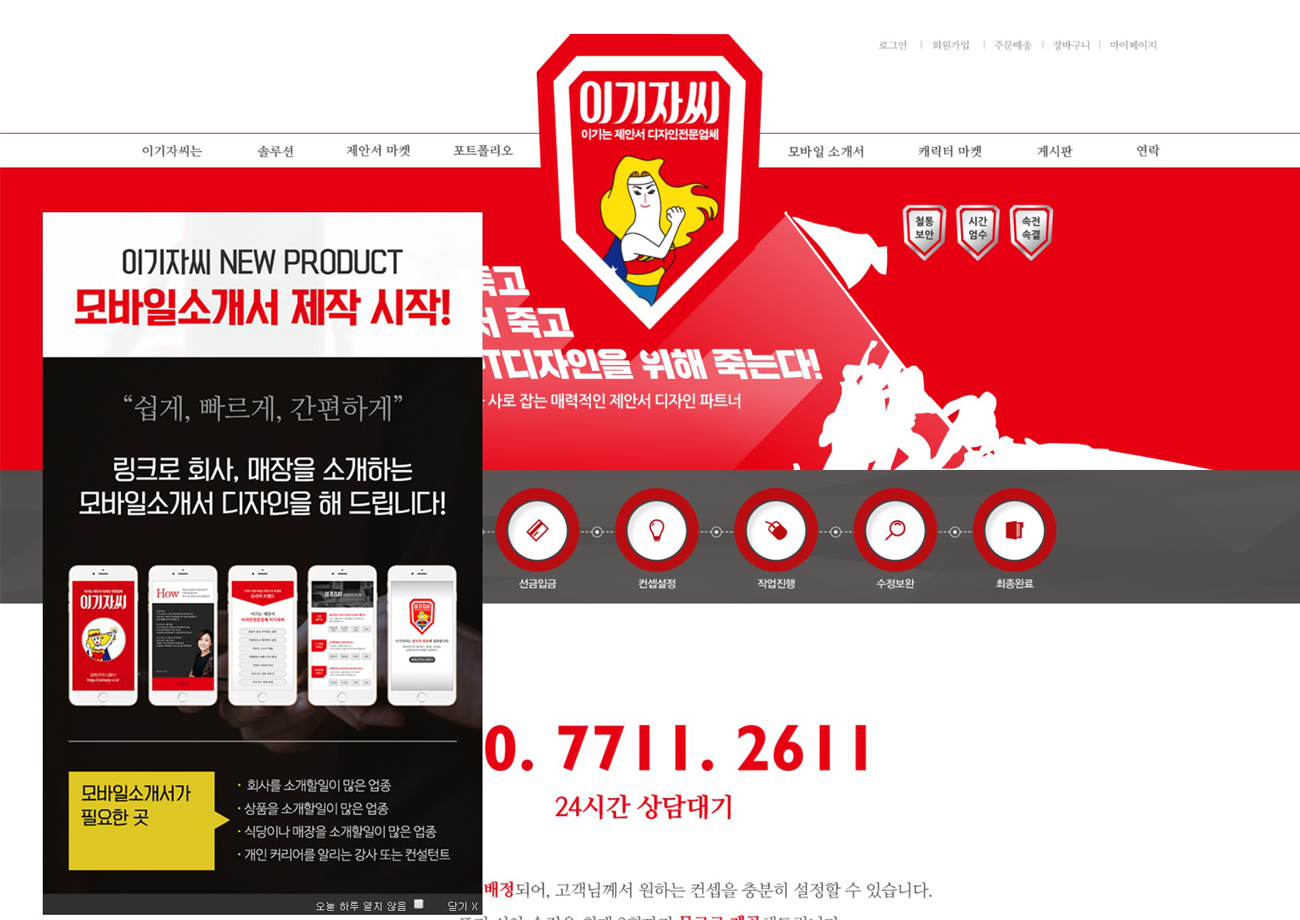 로그인 | 회원가입 | 주문배송 | 장바구니 | 마이페이지
이기자씨
이기는 제안서 디자인전문업체
이기자씨는 솔루션 제안서 마켓 포트폴리오 모바일 소개서 캐릭터 마켓 게시판 연락
철통 보안
시간 엄수
속전 속결
죽고
죽고
디자인을 위해 죽는다!
사로 잡는 매력적인 제안서 디자인 파트너
이기자씨 NEW PRODUCT
모바일소개서 제작 시작!
“쉽게, 빠르게, 간편하게”
링크로 회사, 매장을 소개하는
모바일소개서 디자인을 해 드립니다!
이기자씨
070.7711.2611
How
모바일소개서가
필요한 곳
· 회사를 소개할일이 많은 업종
· 상품을 소개할일이 많은 업종
· 식당이나 매장을 소개할일이 많은 업종
· 개인 커리어를 알리는 강사 또는 컨설턴트
오늘 하루 열지 않음 닫기 X
선금입금 컨셉설정 작업진행 수정보완 최종완료
0. 7711. 2611
24시간 상담대기
배정되어, 고객님께서 원하는 컨셉을 충분히 설정할 수 있습니다.